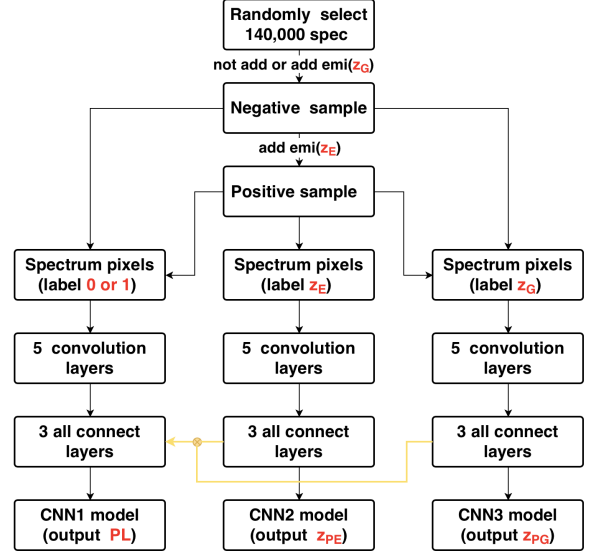 Randomly select
140,000 spec
not add or add emi(zG)
Negative sample
add emi(zE)
Positive sample
Spectrum pixels
(label 0 or 1)
Spectrum pixels
(label zE)
Spectrum pixels
(label zG)
5 convolution
layers
5 convolution
layers
5 convolution
layers
3 all connect
layers
3 all connect
layers
3 all connect
layers
CNN1 model
(output PL)
CNN2 model
(output zPE)
CNN3 model
(output zPG)